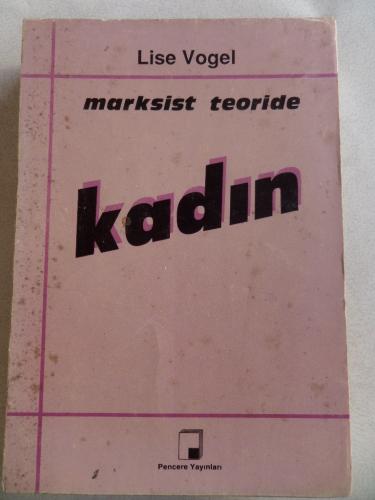 Lise Vogel
marksist teoride
kadın
Pencere Yayınları